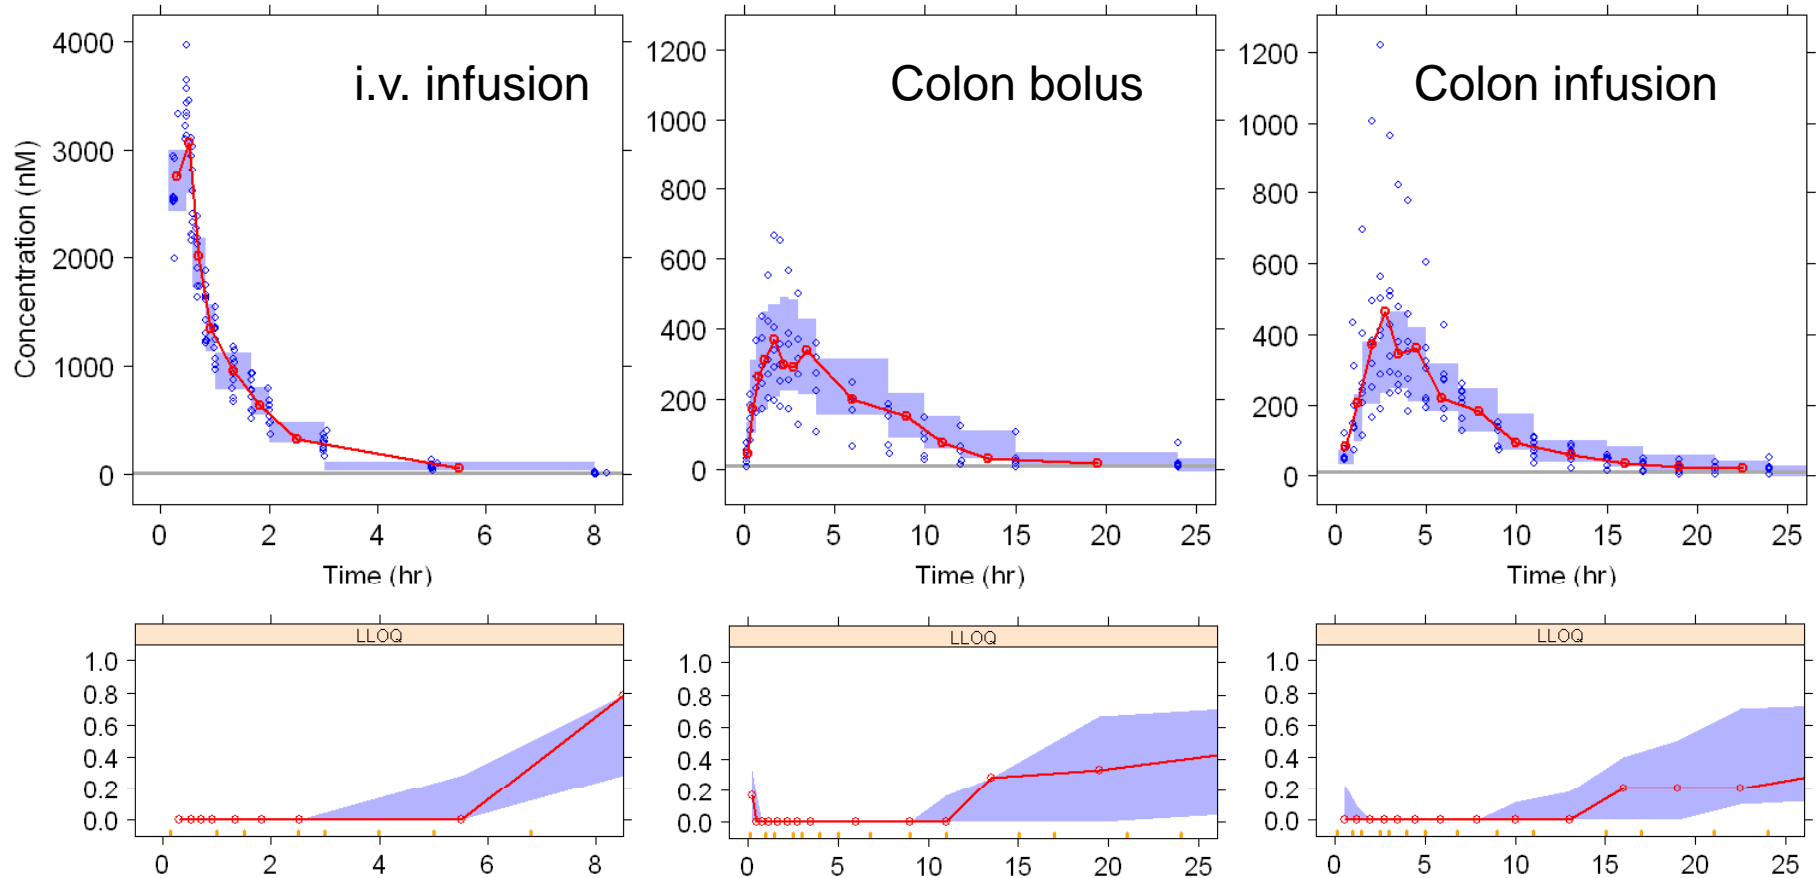 i.v. infusion
Concentration (nM)
4000
3000
2000
1000
0
0 2 4 6 8
Time (hr)
Colon bolus
1200
1000
800
600
400
200
0
0 5 10 15 20 25
Time (hr)
Colon infusion
1200
1000
800
600
400
200
0
0 5 10 15 20 25
Time (hr)
LLOQ
1.0
0.8
0.6
0.4
0.2
0.0
0 2 4 6 8
LLOQ
1.0
0.8
0.6
0.4
0.2
0.0
0 5 10 15 20 25
LLOQ
1.0
0.8
0.6
0.4
0.2
0.0
0 5 10 15 20 25